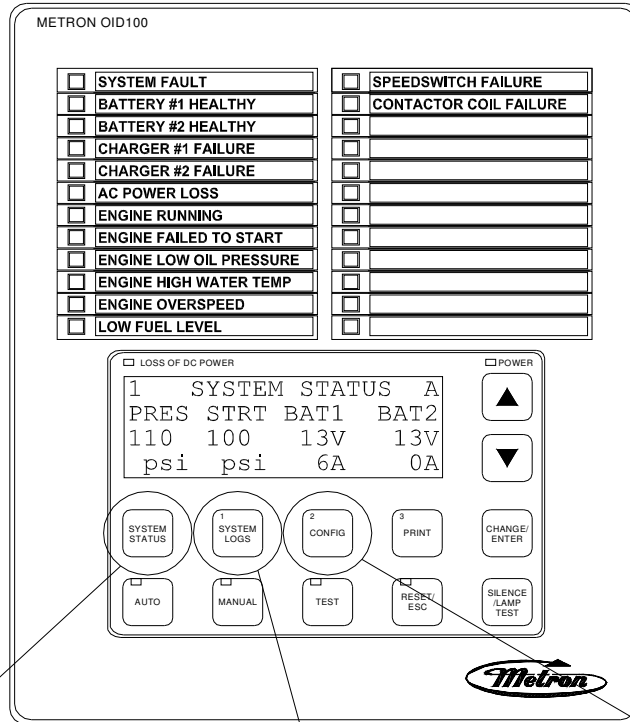 METRON OID100
SYSTEM FAULT
BATTERY #1 HEALTHY
BATTERY #2 HEALTHY
CHARGER #1 FAILURE
CHARGER #2 FAILURE
AC POWER LOSS
ENGINE RUNNING
ENGINE FAILED TO START
ENGINE LOW OIL PRESSURE
ENGINE HIGH WATER TEMP
ENGINE OVERSPEED
LOW FUEL LEVEL
SPEEDSWITCH FAILURE
CONTACTOR COIL FAILURE
LOSS OF DC POWER
POWER
1 SYSTEM STATUS A
PRES STRT BAT1 BAT2
110 100 13V 13V
psi psi 6A 0A
SYSTEM
STATUS
1
SYSTEM
LOGS
2
CONFIG
3
PRINT
CHANGE/
ENTER
AUTO
MANUAL
TEST
RESET/
ESC
SILENCE
/LAMP
TEST
Metron